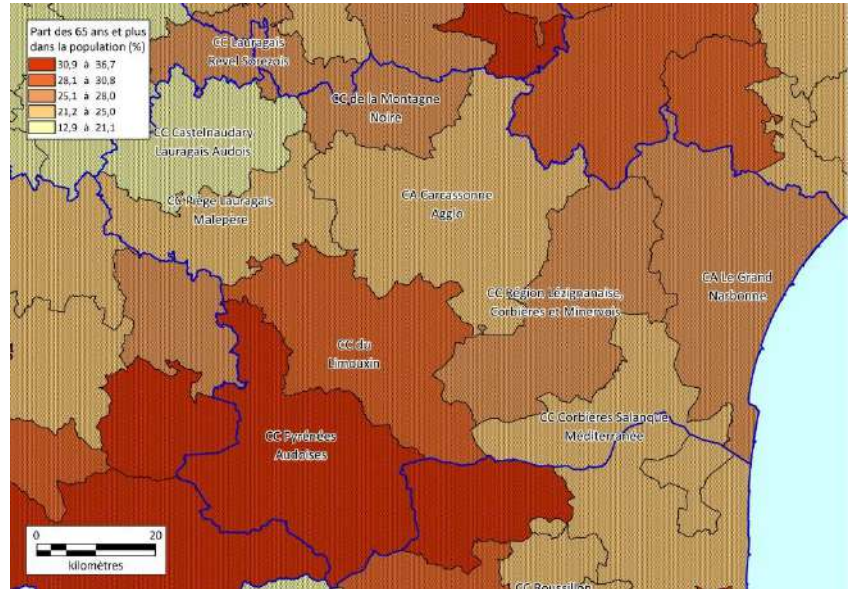 Part des 65 ans et plus
dans la population (%)
30,9 à 36,7
28,1 à 30,8
25,1 à 28,0
21,2 à 25,0
12,9 à 21,1
CC Lauragais
Revel Sorezois
CC de la Montagne
Noire
CC Castelnaudary
Lauragais Audois
CC Piège Lauragais
Malepère
CA Carcassonne
Agglo
CC Région Lézignanaise,
Corbières et Minervois
CA Le Grand
Narbonne
CC du
Limouxin
CC Corbières Salanque
Méditerranée
CC Pyrénées
Audoises
0 20
kilomètres
CC Roussillon